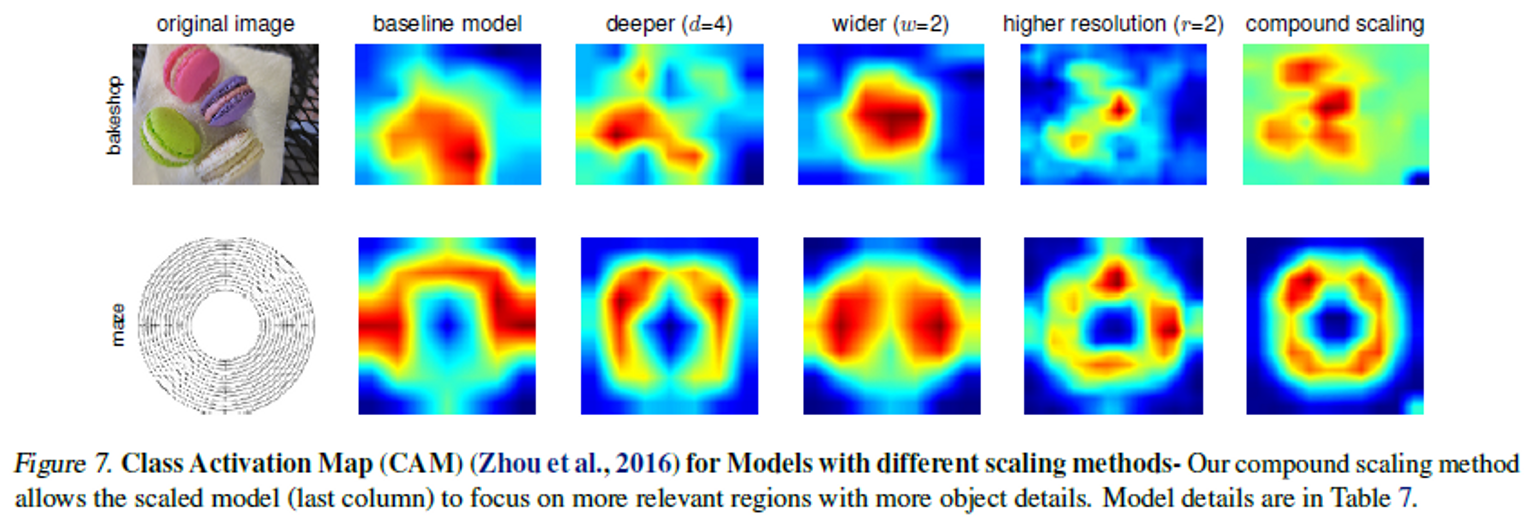 original image baseline model deeper (d=4) wider (w=2) higher resolution (r=2) compound scaling
bakeshop
maze
Figure 7. Class Activation Map (CAM) (Zhou et al., 2016) for Models with different scaling methods- Our compound scaling method
allows the scaled model (last column) to focus on more relevant regions with more object details. Model details are in Table 7.